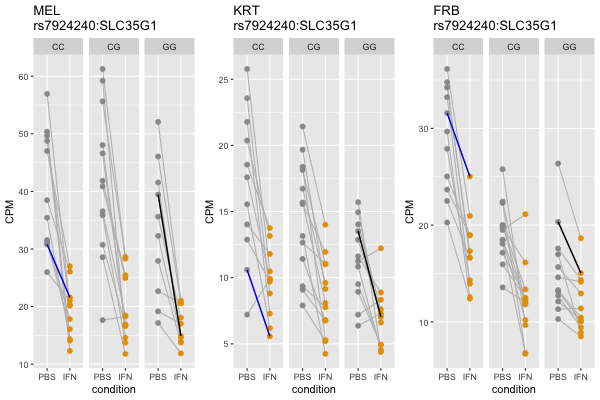 MEL
rs7924240:SLC35G1
CC CG GG
CPM
60
50
40
30
20
10
PBS IFN PBS IFN PBS IFN
condition
KRT
rs7924240:SLC35G1
CC CG GG
CPM
25
20
15
10
5
PBS IFN PBS IFN PBS IFN
condition
FRB
rs7924240:SLC35G1
CC CG GG
CPM
30
20
10
PBS IFN PBS IFN PBS IFN
condition